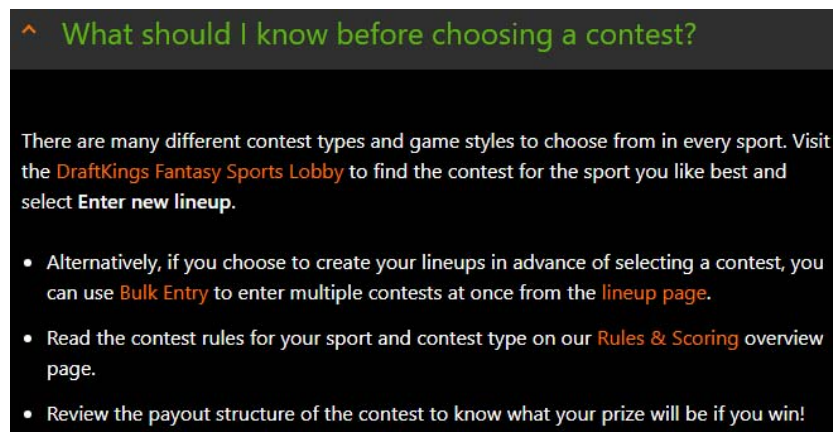 What should I know before choosing a contest?
There are many different contest types and game styles to choose from in every sport. Visit
the DraftKings Fantasy Sports Lobby to find the contest for the sport you like best and
select Enter new lineup.
• Alternatively, if you choose to create your lineups in advance of selecting a contest, you
can use Bulk Entry to enter multiple contests at once from the lineup page.
• Read the contest rules for your sport and contest type on our Rules & Scoring overview
page.
• Review the payout structure of the contest to know what your prize will be if you win!